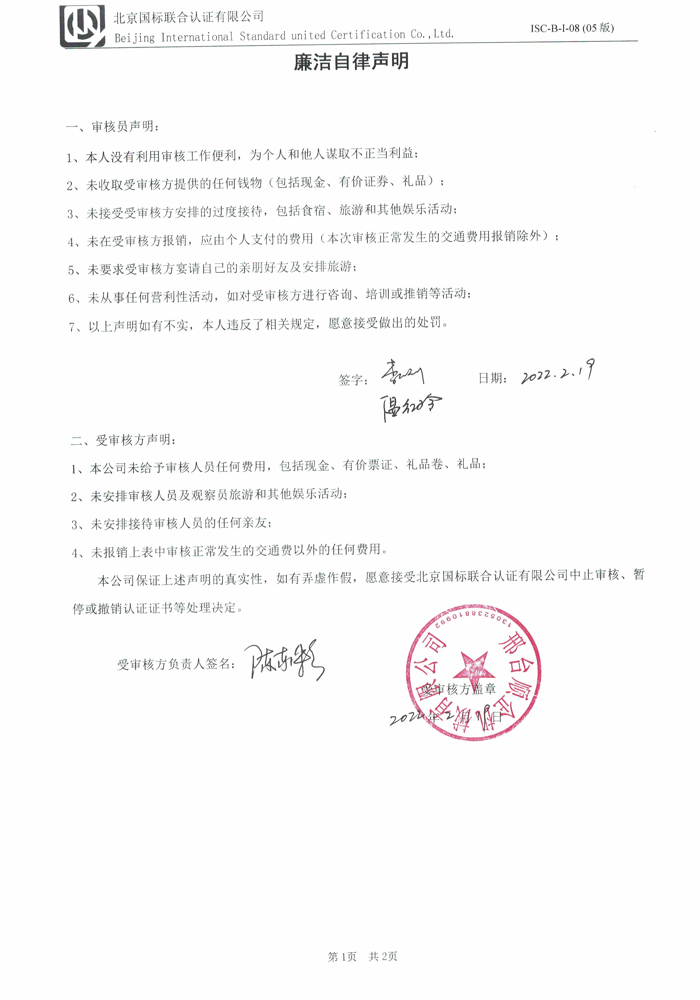 北京国标联合认证有限公司
Beijing International Standard united Certification Co.,Ltd.
ISC-B-I-08 (05 版)
廉洁自律声明
一、审核员声明：
1、本人没有利用审核工作便利，为个人和他人谋取不正当利益；
2、未收取受审核方提供的任何钱物（包括现金、有价证券、礼品）；
3、未接受受审核方安排的过度接待，包括食宿、旅游和其他娱乐活动；
4、未在受审核方报销，应由个人支付的费用（本次审核正常发生的交通费用报销除外）；
5、未要求受审核方宴请自己的亲朋好友及安排旅游；
6、未从事任何营利性活动，如对受审核方进行咨询、培训或推销等活动；
7、以上声明如有不实，本人违反了相关规定，愿意接受做出的处罚。
签字： 日期： 2022.2.19
二、受审核方声明：
1、本公司未给予审核人员任何费用，包括现金、有价票证、礼品卷、礼品；
2、未安排审核人员及观察员旅游和其他娱乐活动；
3、未安排接待审核人员的任何亲友；
4、未报销上表中审核正常发生的交通费以外的任何费用。
本公司保证上述声明的真实性，如有弄虚作假，愿意接受北京国标联合认证有限公司中止审核、暂
停或撤销认证证书等处理决定。
受审核方负责人签名：
受审核方盖章
2022年2月19日
邢台顺企机械有限公司
1305238810992
第1页 共2页